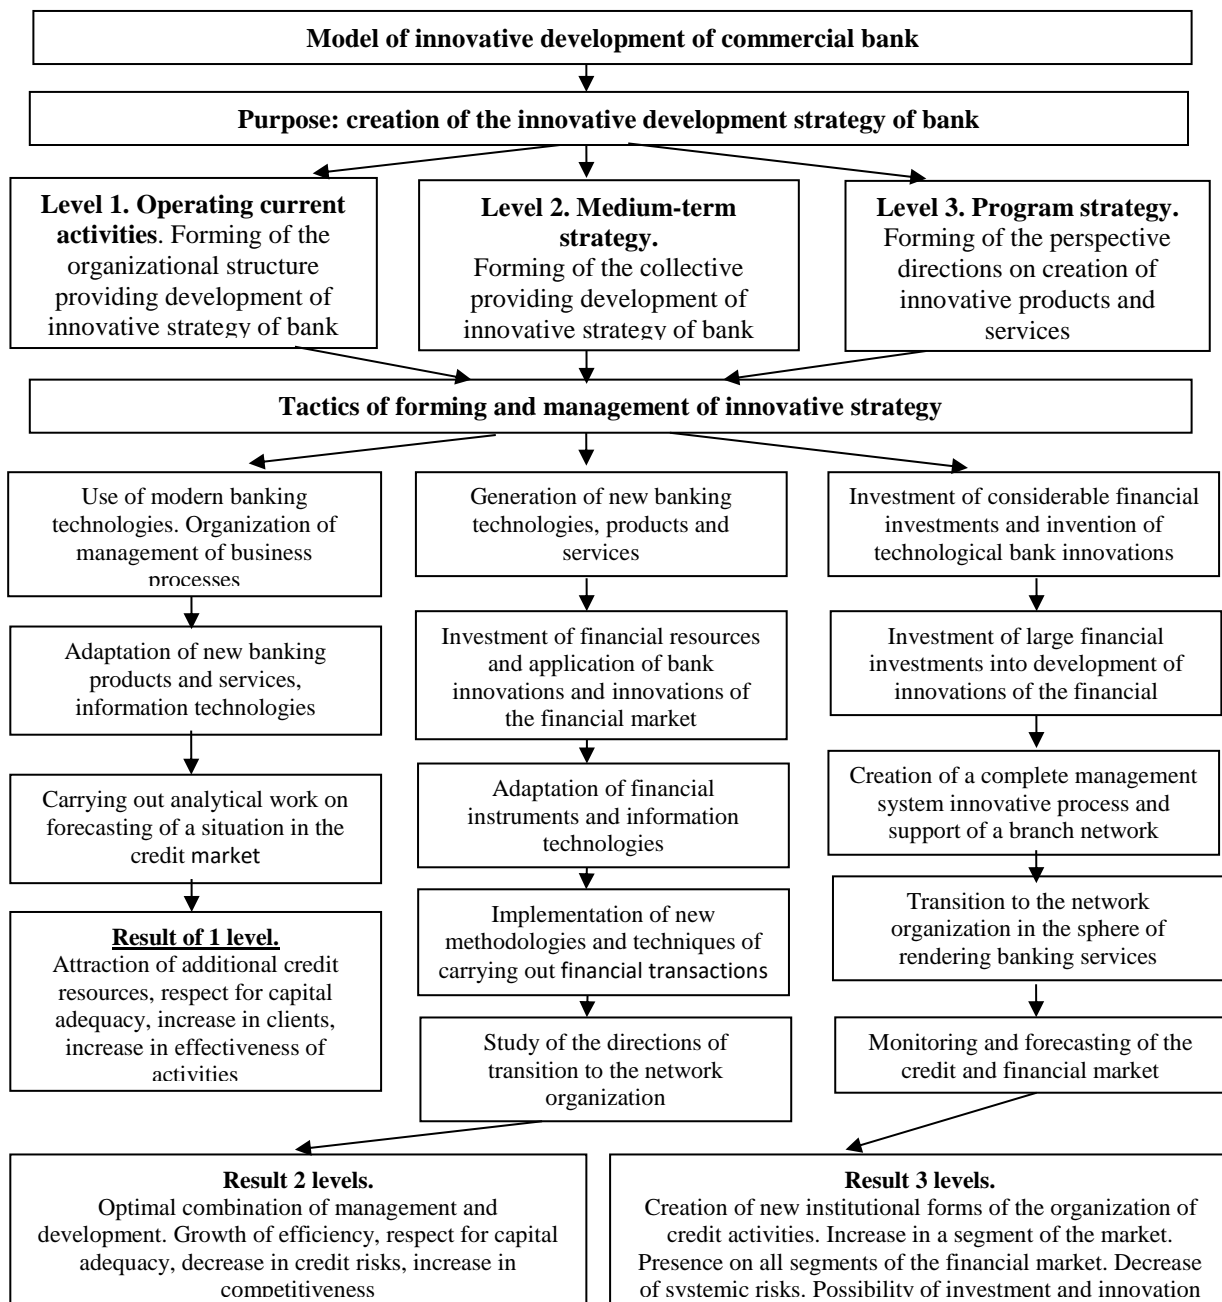 Model of innovative development of commercial bank
Purpose: creation of the innovative development strategy of bank
Level 1. Operating current
activities. Forming of the
organizational structure
providing development of
innovative strategy of bank
Level 2. Medium-term
strategy.
Forming of the collective
providing development of
innovative strategy of bank
Level 3. Program strategy.
Forming of the perspective
directions on creation of
innovative products and
services
Tactics of forming and management of innovative strategy
Use of modern banking
technologies. Organization of
management of business
processes
Adaptation of new banking
products and services,
information technologies
Carrying out analytical work on
forecasting of a situation in the
credit market
Result of 1 level.
Attraction of additional credit
resources, respect for capital
adequacy, increase in clients,
increase in effectiveness of
activities
Generation of new banking
technologies, products and
services
Investment of financial resources
and application of bank
innovations and innovations of
the financial market
Adaptation of financial
instruments and information
technologies
Implementation of new
methodologies and techniques of
carrying out financial transactions
Study of the directions of
transition to the network
organization
Investment of considerable financial
investments and invention of
technological bank innovations
Investment of large financial
investments into development of
innovations of the financial
Creation of a complete management
system innovative process and
support of a branch network
Transition to the network
organization in the sphere of
rendering banking services
Monitoring and forecasting of the
credit and financial market
Result 2 levels.
Optimal combination of management and
development. Growth of efficiency, respect for capital
adequacy, decrease in credit risks, increase in
competitiveness
Result 3 levels.
Creation of new institutional forms of the organization of
credit activities. Increase in a segment of the market.
Presence on all segments of the financial market. Decrease
of systemic risks. Possibility of investment and innovation